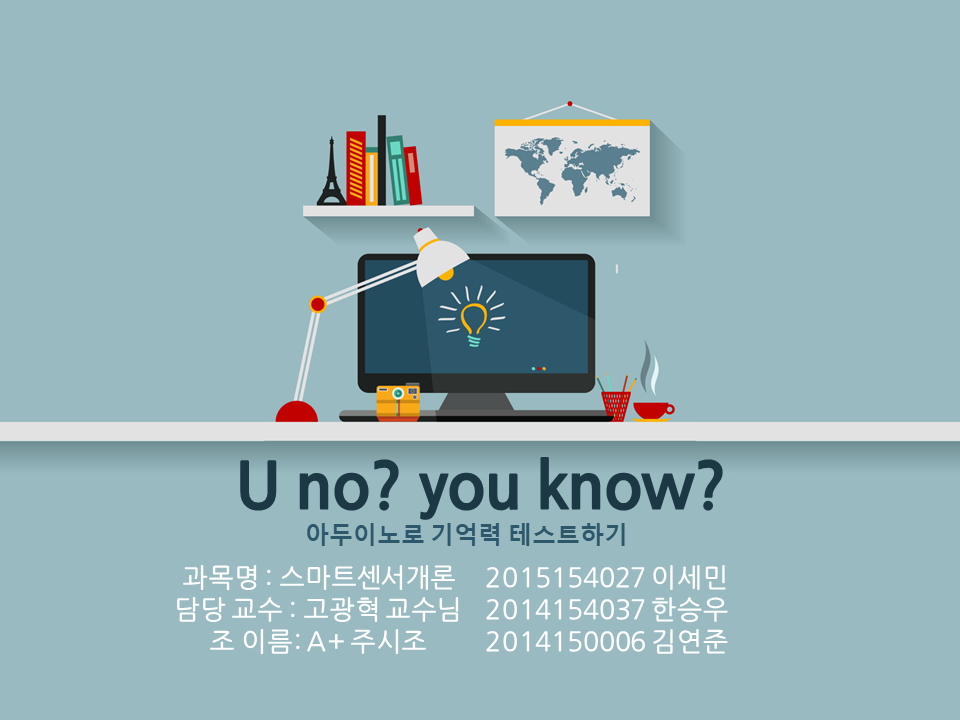 U no? you know?
아두이노로 기억력 테스트하기
과목명 : 스마트센서개론
담당 교수 : 고광혁 교수님
조 이름: A+ 주시조
2015154027 이세민
2014154037 한승우
2014150006 김연준